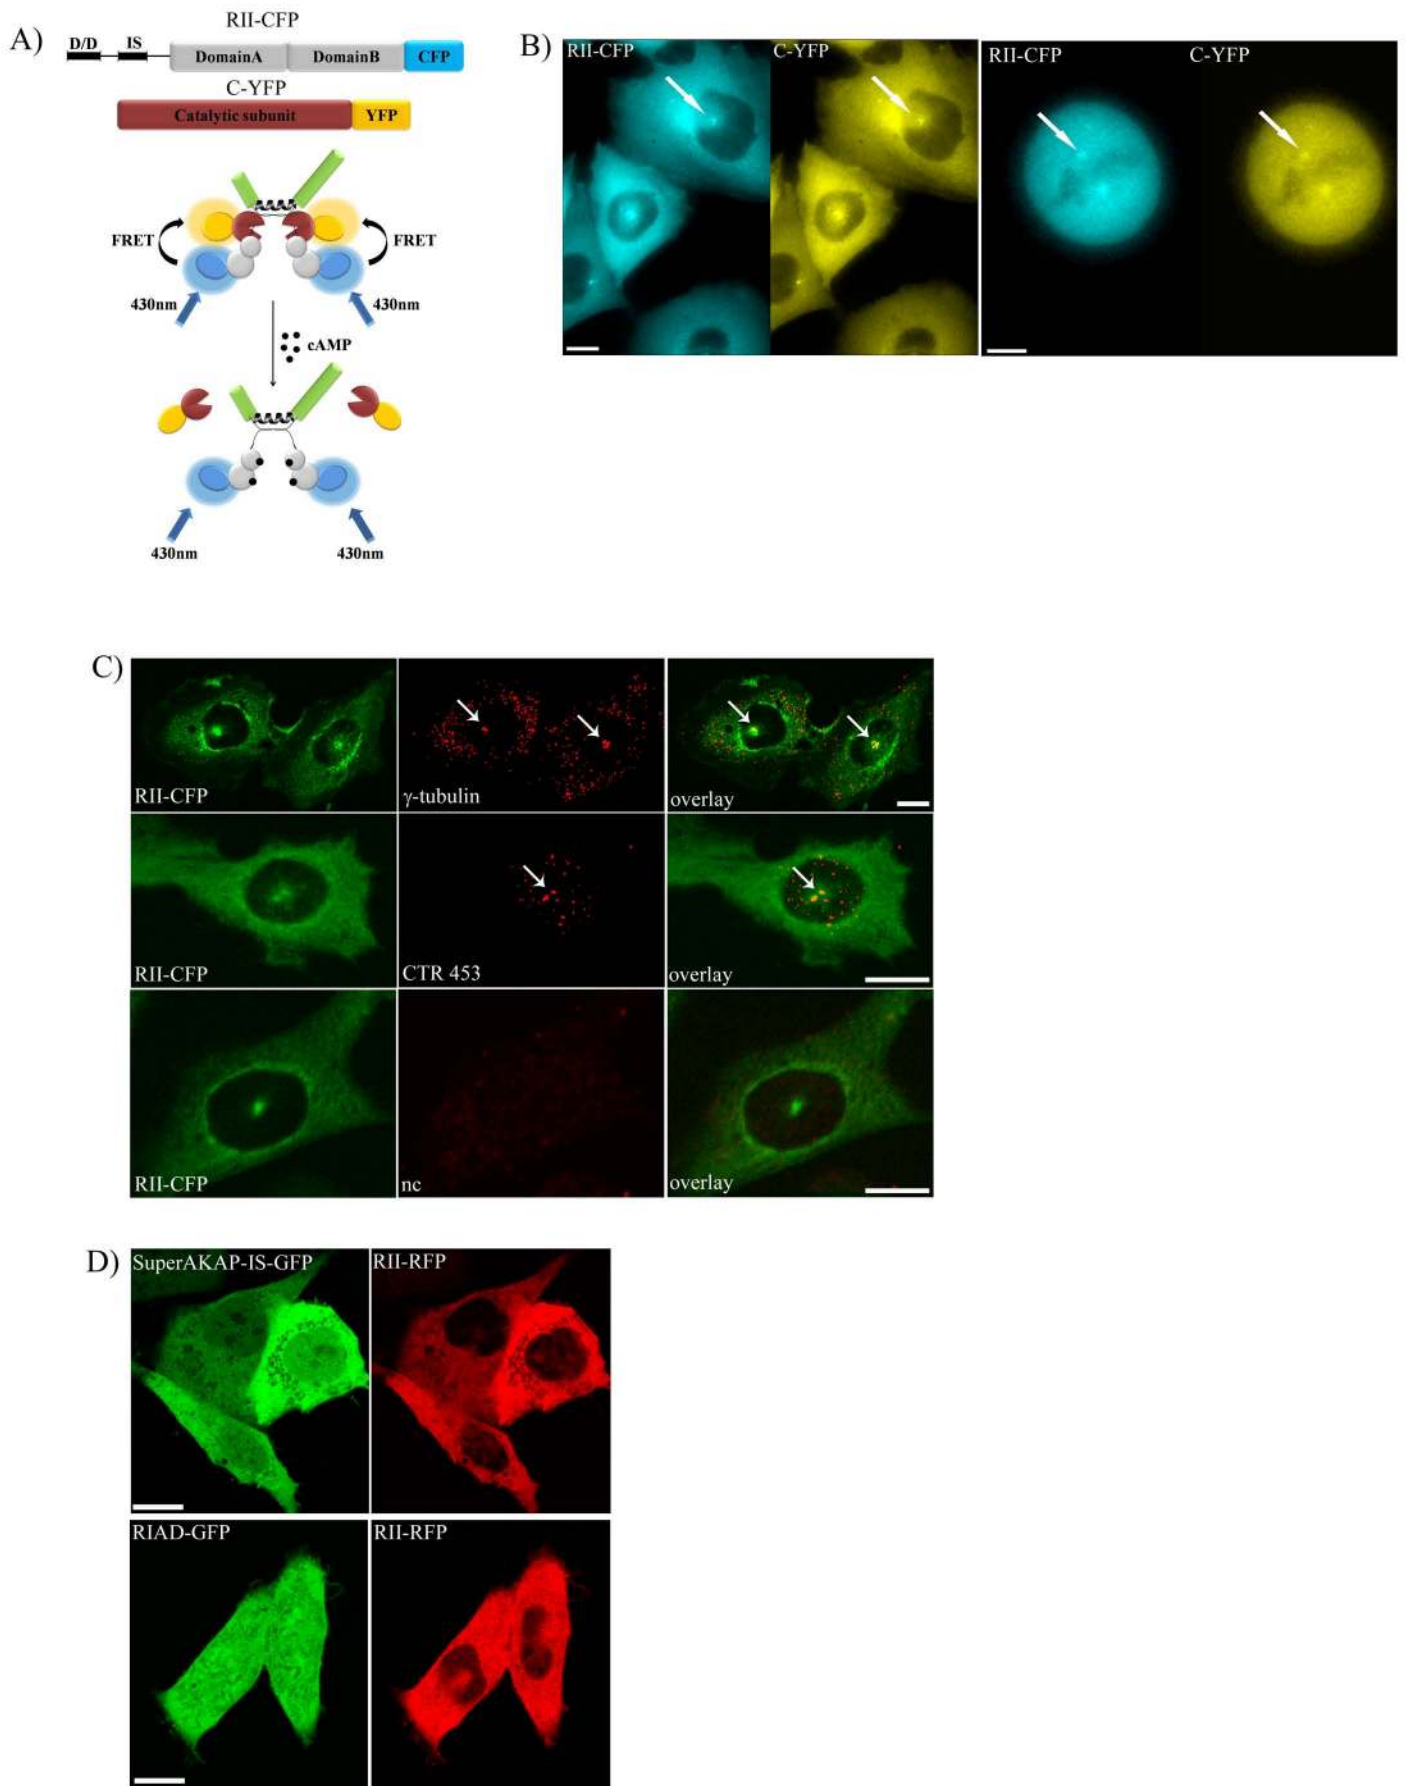 A)
RII-CFP
D/D IS
DomainA DomainB CFP
C-YFP
Catalytic subunit YFP
FRET FRET
430nm 430nm
cAMP
430nm 430nm
B)
RII-CFP C-YFP RII-CFP C-YFP
C)
RII-CFP γ-tubulin overlay
RII-CFP CTR 453 overlay
RII-CFP nc overlay
D)
SuperAKAP-IS-GFP RII-RFP
RIAD-GFP RII-RFP